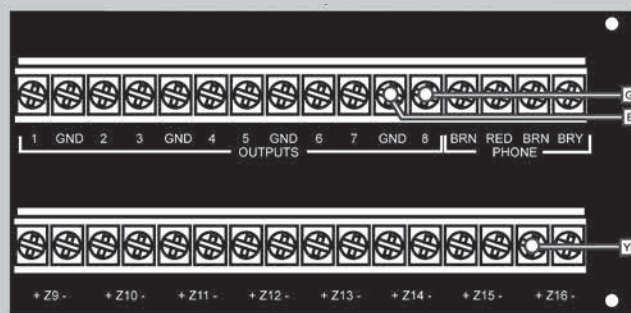 G
1 GND 2 3 GND 4 5 GND 6 7 GND 8 BRN RED BRN BRY
OUTPUTS PHONE
Y
+ Z9 - + Z10 - + Z11 - + Z12 - + Z13 - + Z14 - + Z15 - + Z16 -